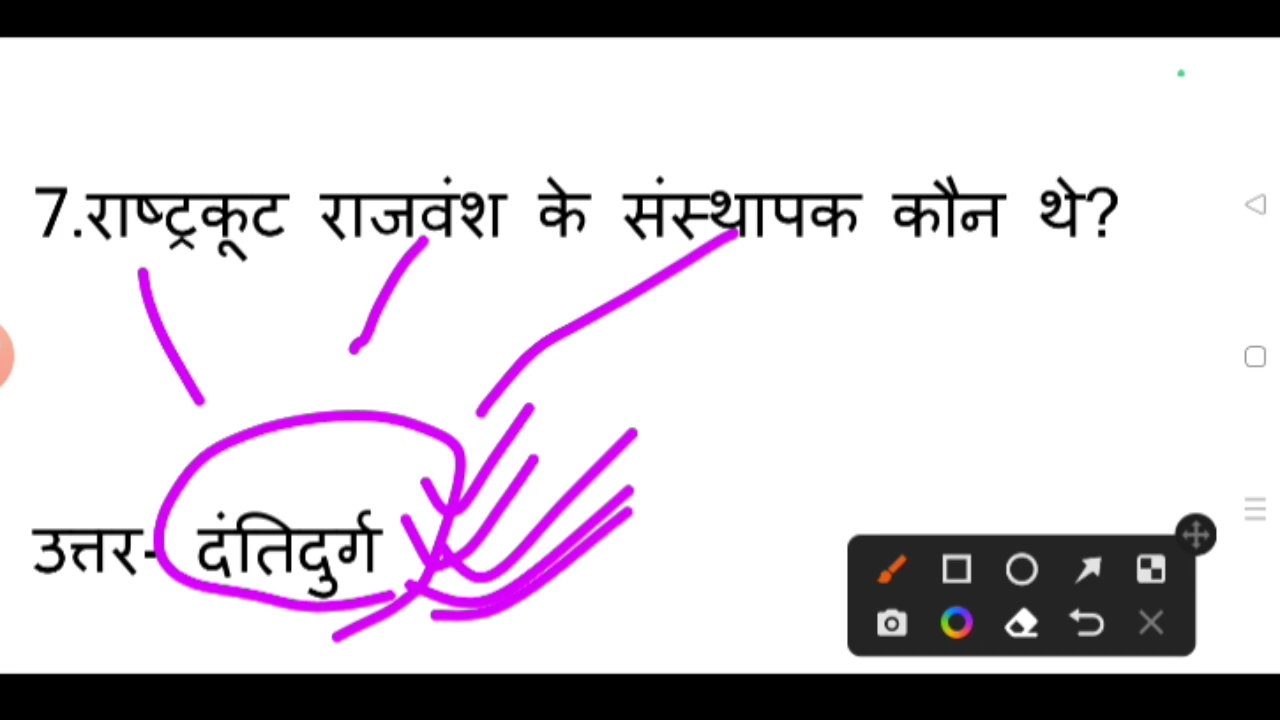 7.राष्ट्रकूट राजवंश के संस्थापक कौन थे?
उत्तर- दंतिदुर्ग